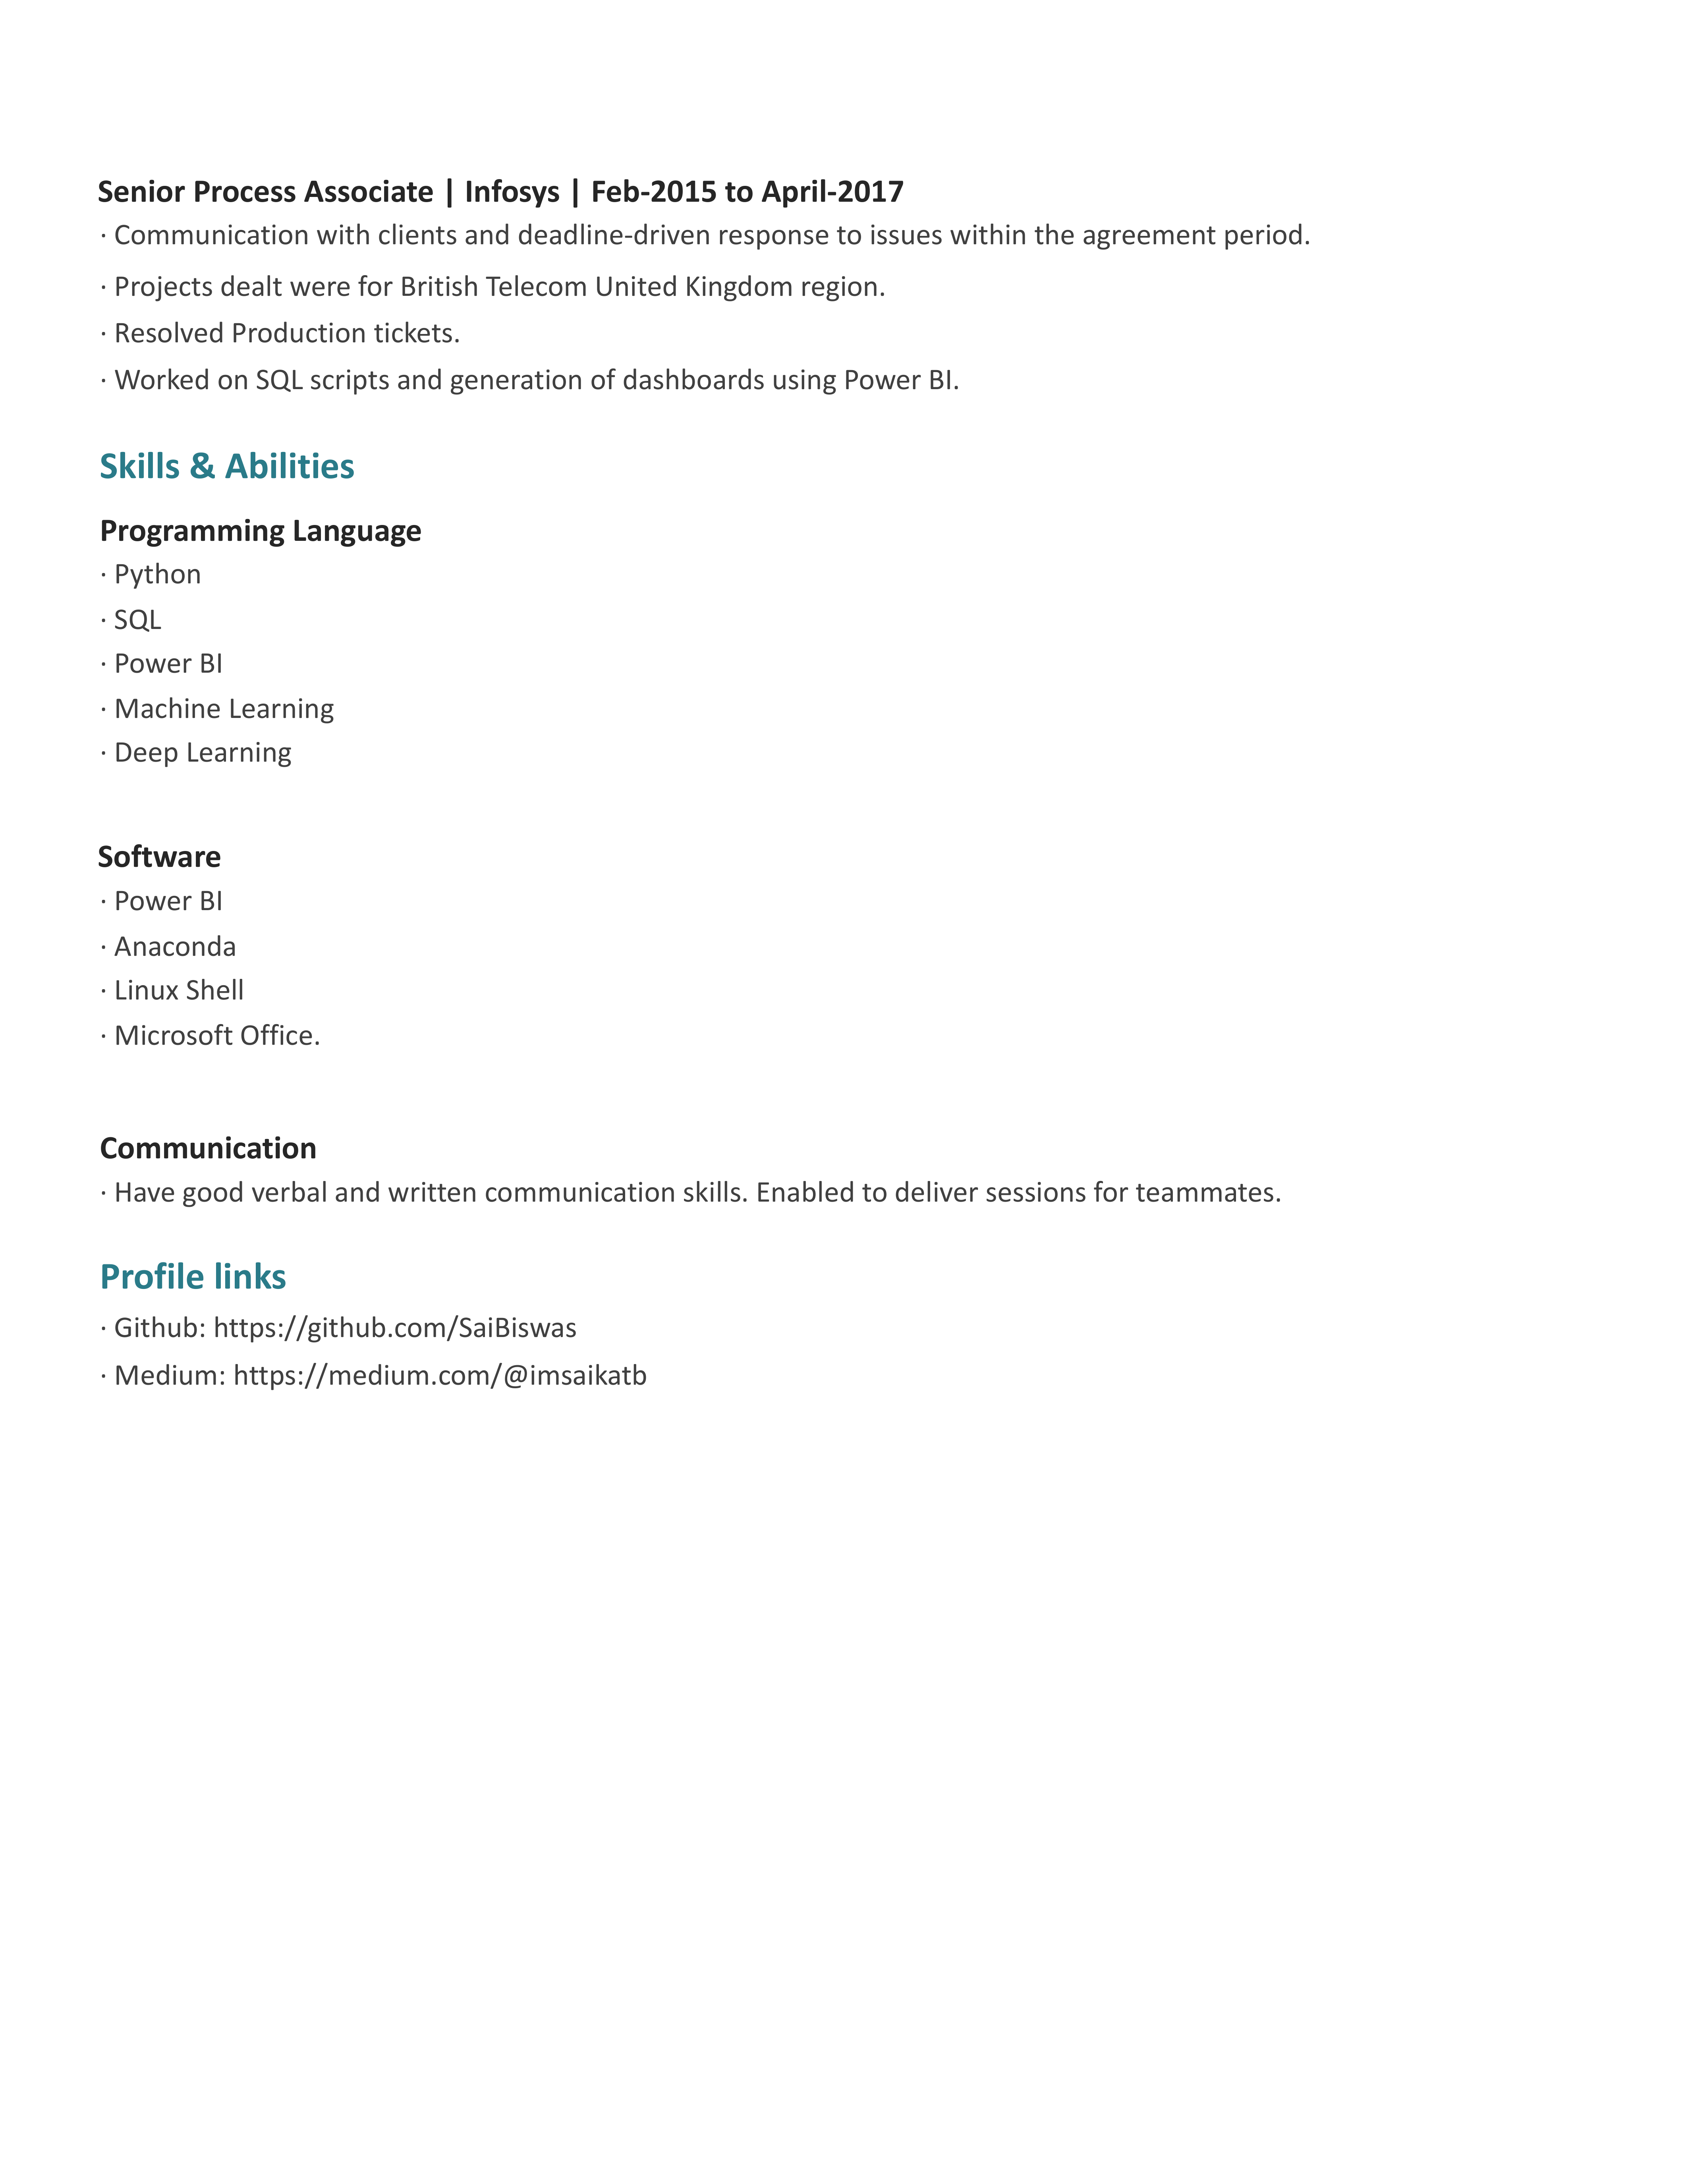 Senior Process Associate | Infosys | Feb-2015 to April-2017
· Communication with clients and deadline-driven response to issues within the agreement period.
· Projects dealt were for British Telecom United Kingdom region.
· Resolved Production tickets.
· Worked on SQL scripts and generation of dashboards using Power BI.
Skills & Abilities
Programming Language
· Python
· SQL
· Power BI
· Machine Learning
· Deep Learning
Software
· Power BI
· Anaconda
· Linux Shell
· Microsoft Office.
Communication
· Have good verbal and written communication skills. Enabled to deliver sessions for teammates.
Profile links
· Github: https://github.com/SaiBiswas
· Medium: https://medium.com/@imsaikatb